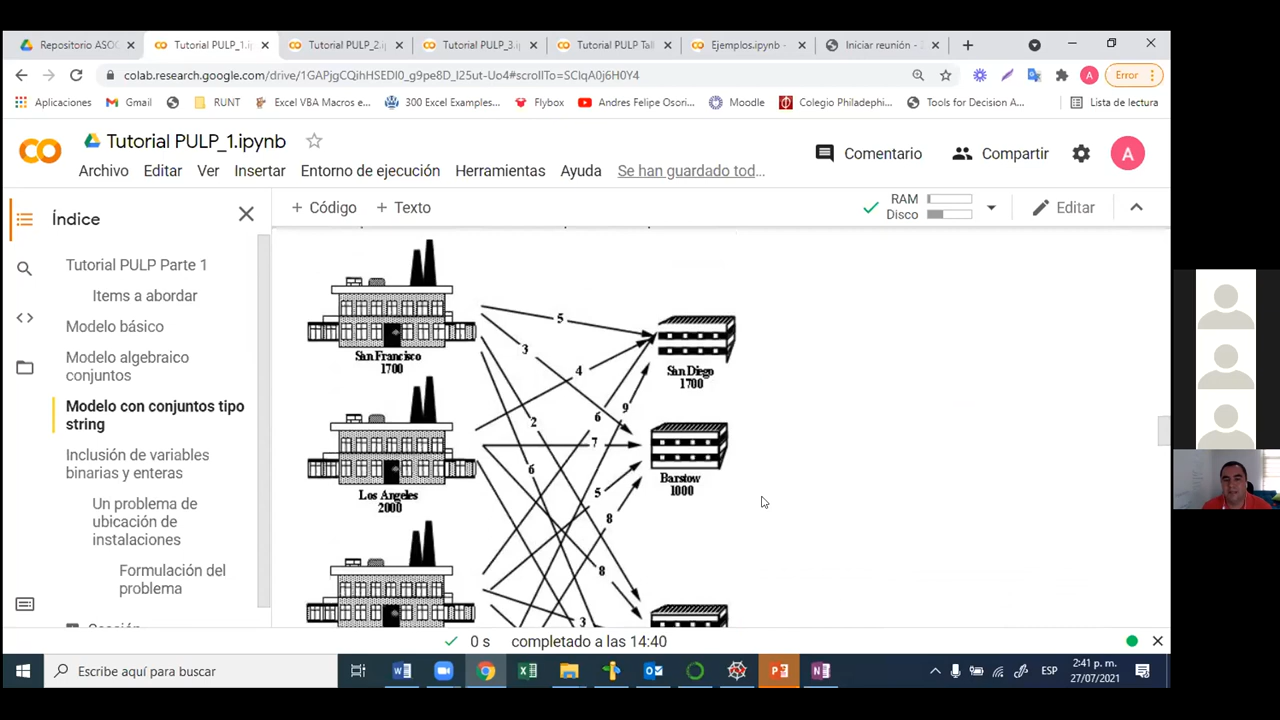 Repositorio ASO
Tutorial PULP_1.i
Tutorial PULP_2.i
Tutorial PULP_3.i
Tutorial PULP Tall
Ejemplos.ipynb -
Iniciar reunión -
colab.research.google.com/drive/1GAPjgCQihHSEDI0_g9pe8D_I25ut-Uo4#scrollTo=SCIqA0j6H0Y4
A
Error
Aplicaciones
Gmail
RUNT
Excel VBA Macros e...
300 Excel Examples...
Flybox
Andres Felipe Osori...
Moodle
Colegio Philadelphi...
Tools for Decision A...
Lista de lectura
Tutorial PULP_1.ipynb
Comentario
Compartir
A
Archivo
Editar
Ver
Insertar
Entorno de ejecución
Herramientas
Ayuda
Se han guardado tod...
Índice
+ Código
+ Texto
RAM
Disco
Editar
Tutorial PULP Parte 1
Items a abordar
Modelo básico
Modelo algebraico
conjuntos
Modelo con conjuntos tipo
string
Inclusión de variables
binarias y enteras
Un problema de
ubicación de
instalaciones
Formulación del
problema
San Francisco
1700
Los Angeles
2000
5
3
4
2
6
9
6
7
5
8
8
3
San Diego
1700
Barstow
1000
0 s
completado a las 14:40
Escribe aquí para buscar
ESP
2:41 p. m.
27/07/2021